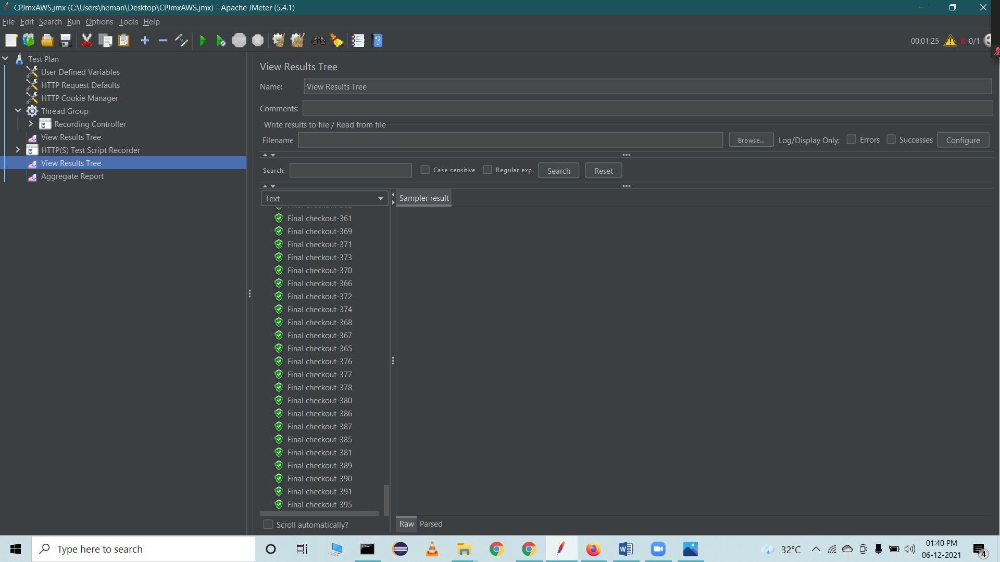 CPJmxAWS.jmx (C:\Users\heman\Desktop\CPJmxAWS.jmx) - Apache JMeter (5.4.1)
File Edit Search Run Options Tools Help
00:01:25 8 0/1
Test Plan
User Defined Variables
HTTP Request Defaults
HTTP Cookie Manager
Thread Group
Recording Controller
View Results Tree
HTTP(S) Test Script Recorder
View Results Tree
Aggregate Report
View Results Tree
Name: View Results Tree
Comments:
Write results to file / Read from file
Filename Browse... Log/Display Only: Errors Successes Configure
Search: Case sensitive Regular exp. Search Reset
Text
Sampler result
Final checkout-361
Final checkout-369
Final checkout-371
Final checkout-373
Final checkout-370
Final checkout-366
Final checkout-372
Final checkout-374
Final checkout-368
Final checkout-367
Final checkout-365
Final checkout-376
Final checkout-377
Final checkout-378
Final checkout-380
Final checkout-386
Final checkout-387
Final checkout-385
Final checkout-381
Final checkout-389
Final checkout-390
Final checkout-391
Final checkout-395
Scroll automatically?
Raw Parsed
Type here to search
32°C
01:40 PM
06-12-2021
4